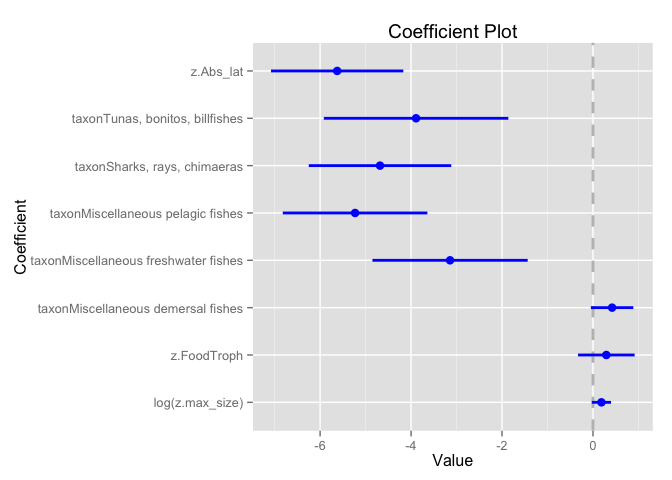 Coefficient Plot
Coefficient
z.Abs_lat
taxonTunas, bonitos, billfishes
taxonSharks, rays, chimaeras
taxonMiscellaneous pelagic fishes
taxonMiscellaneous freshwater fishes
taxonMiscellaneous demersal fishes
z.FoodTroph
log(z.max_size)
-6 -4 -2 0
Value